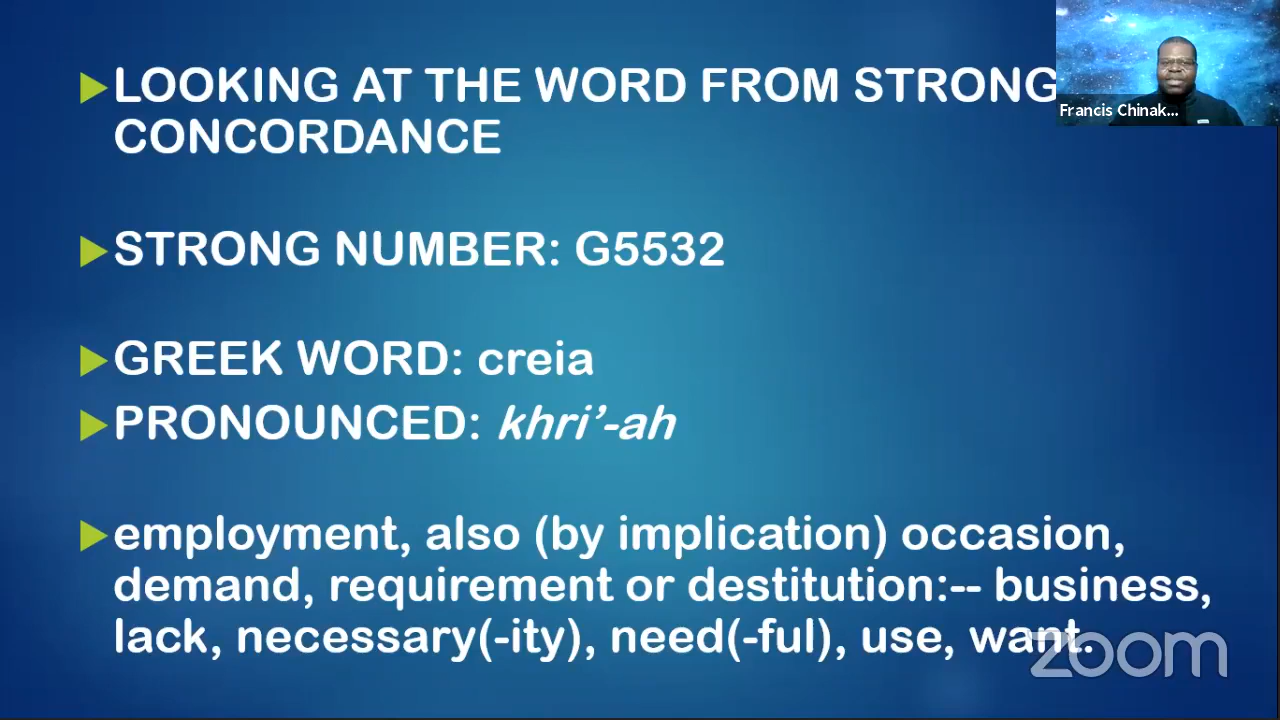 LOOKING AT THE WORD FROM STRONG
CONCORDANCE
Francis Chinak...
STRONG NUMBER: G5532
GREEK WORD: creia
PRONOUNCED: khri’-ah
employment, also (by implication) occasion,
demand, requirement or destitution:-- business,
lack, necessary(-ity), need(-ful), use, want.
zoom